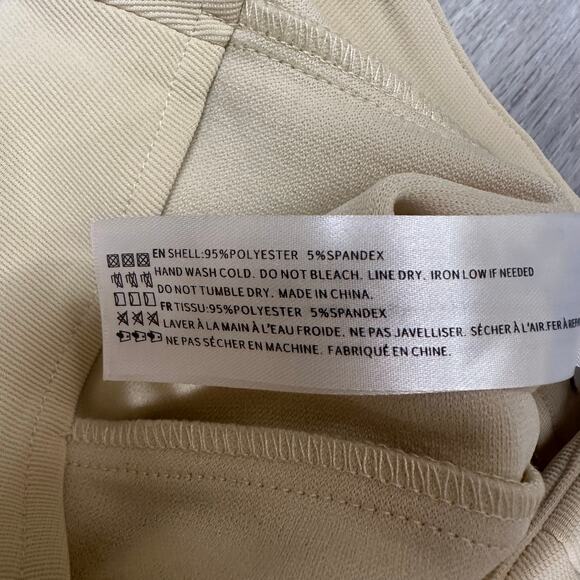 EN SHELL:95%POLYESTER 5%SPANDEX
HAND WASH COLD. DO NOT BLEACH. LINE DRY. IRON LOW IF NEEDED
DO NOT TUMBLE DRY. MADE IN CHINA.
FR TISSU:95%POLYESTER 5%SPANDEX
LAVER À LA MAIN À L'EAU FROIDE. NE PAS JAVELLISER. SÉCHER À L'AIR.FER À
NE PAS SÉCHER EN MACHINE. FABRIQUÉ EN CHINE.